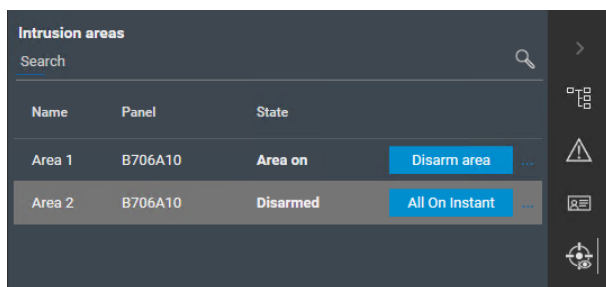 Intrusion areas
Search
Name Panel State
Area 1 B706A10 Area on Disarm area ...
Area 2 B706A10 Disarmed All On Instant ...